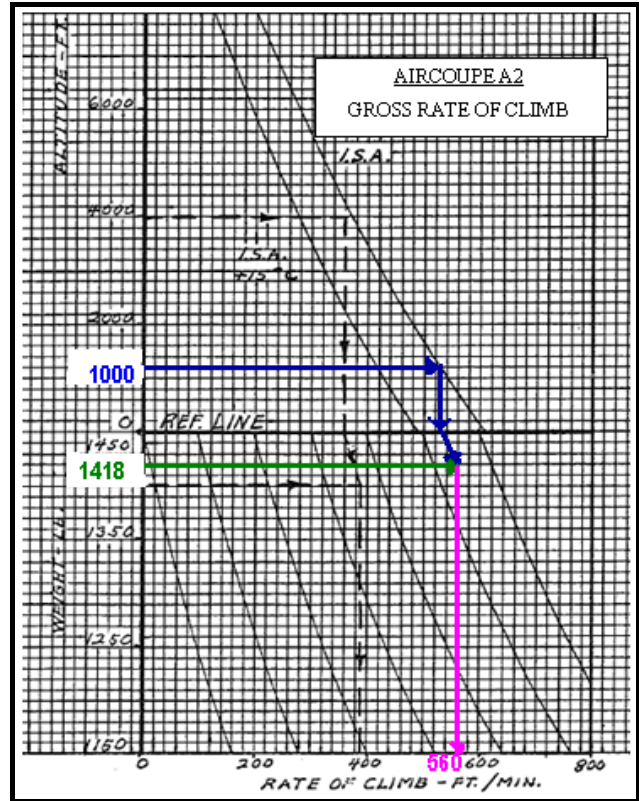 AIRCOUPE A2
GROSS RATE OF CLIMB
ALTITUDE - FT.
6000
I.S.A.
4000
I.S.A.
+15°C
2000
1000
0
REF. LINE
1450
1418
WEIGHT - LB.
1350
1250
1150
0
200
400
560
600
800
RATE OF CLIMB - FT./MIN.